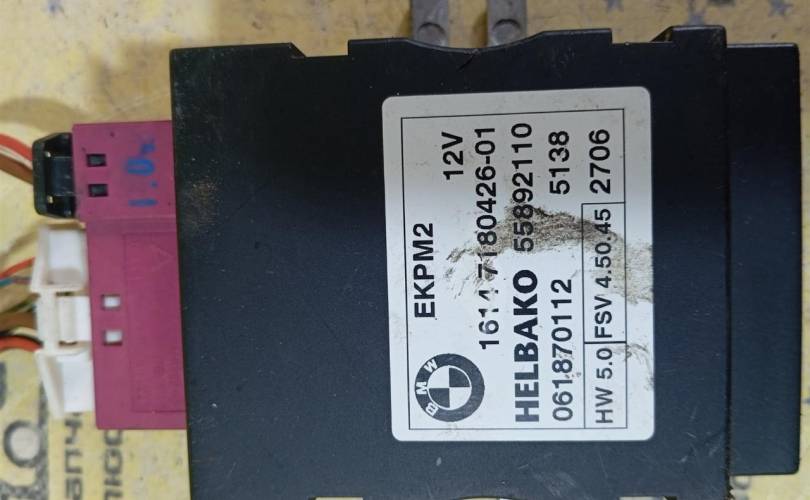 EKPM2 12V
1614-7180426-01
HELBAKO 55892110
061870112 5138
HW 5.0 FSV 4.50.45 2706
BMW
1.0